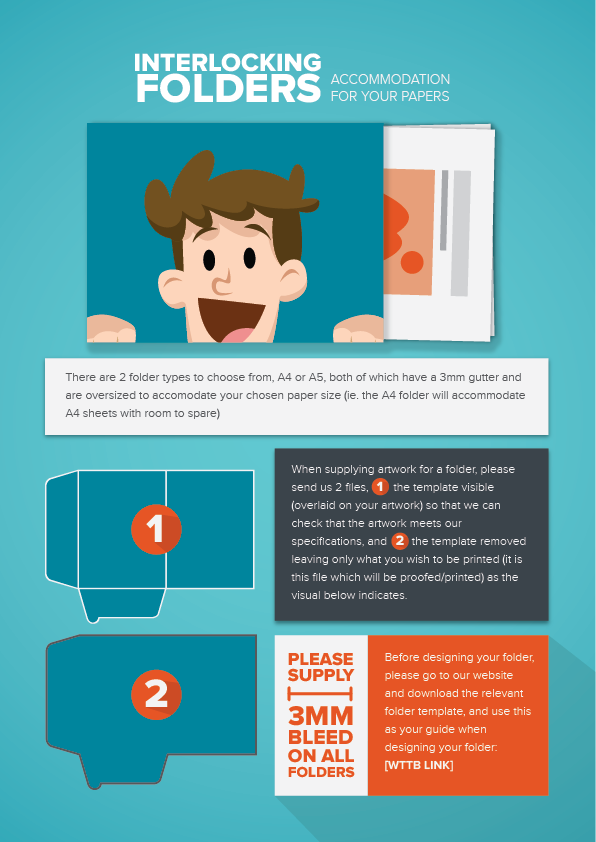 INTERLOCKING
FOLDERS
ACCOMMODATION
FOR YOUR PAPERS
There are 2 folder types to choose from, A4 or A5, both of which have a 3mm gutter and
are oversized to accomodate your chosen paper size (ie. the A4 folder will accommodate
A4 sheets with room to spare)
1
When supplying artwork for a folder, please
send us 2 files, 1 the template visible
(overlaid on your artwork) so that we can
check that the artwork meets our
specifications, and 2 the template removed
leaving only what you wish to be printed (it is
this file which will be proofed/printed) as the
visual below indicates.
2
PLEASE
SUPPLY
3MM
BLEED
ON ALL
FOLDERS
Before designing your folder,
please go to our website
and download the relevant
folder template, and use this
as your guide when
designing your folder:
[WTTB LINK]